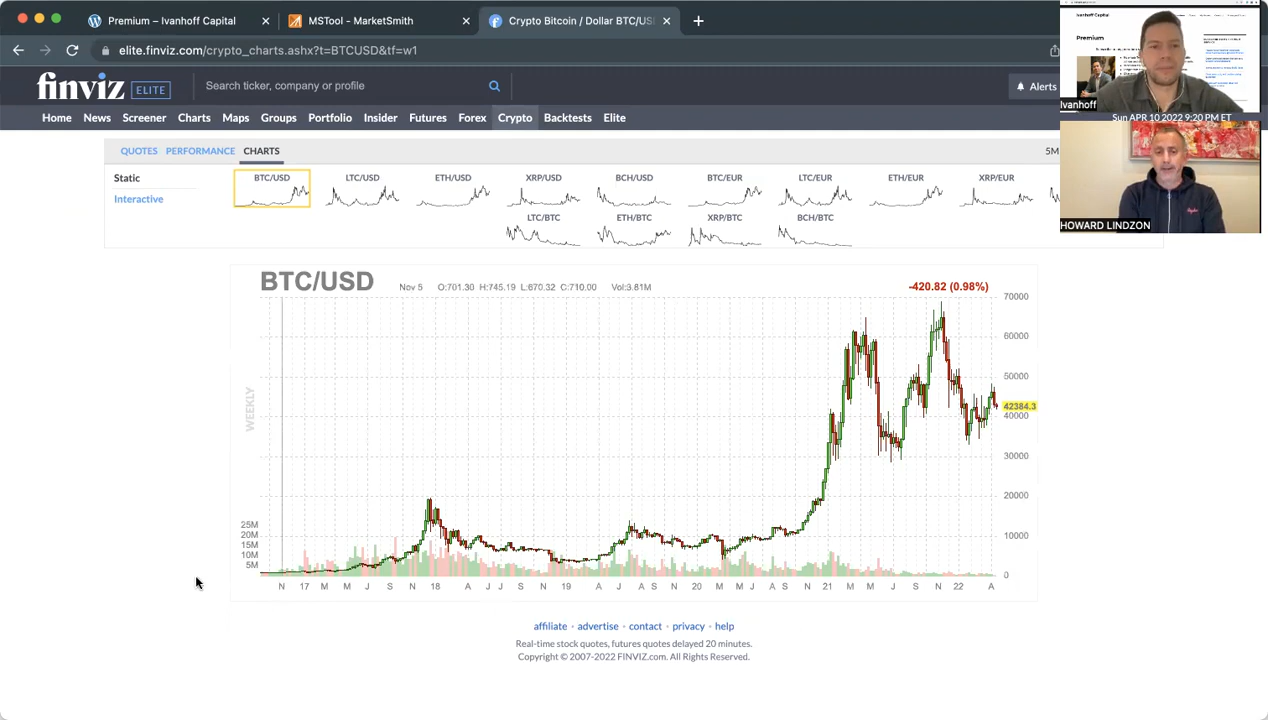 Premium – Ivanhoff Capital
MSTool - MarketSmith
Crypto Bitcoin / Dollar BTC/USD
elite.finviz.com/crypto_charts.ashx?t=BTCUSD&tf=w1
finviz ELITE
Search ticker, company or profile
Alerts
Home News Screener Charts Maps Groups Portfolio Insider Futures Forex Crypto Backtests Elite
QUOTES PERFORMANCE CHARTS
5M
Static
Interactive
BTC/USD LTC/USD ETH/USD XRP/USD BCH/USD BTC/EUR LTC/EUR ETH/EUR XRP/EUR
LTC/BTC ETH/BTC XRP/BTC BCH/BTC
BTC/USD
Nov 5 O:701.30 H:745.19 L:670.32 C:710.00 Vol:3.81M
-420.82 (0.98%)
WEEKLY
70000
60000
50000
42384.3
40000
30000
20000
10000
0
25M
20M
15M
10M
5M
N 17 M M J S N 18 A J J S N 19 A J A S N 20 M M J A S N 21 M M J S N 22 A
affiliate • advertise • contact • privacy • help
Real-time stock quotes, futures quotes delayed 20 minutes.
Copyright © 2007-2022 FINVIZ.com. All Rights Reserved.
Ivanhoff Capital
Premium
Ivanhoff
Sun APR 10 2022 9:20 PM ET
HOWARD LINDZON